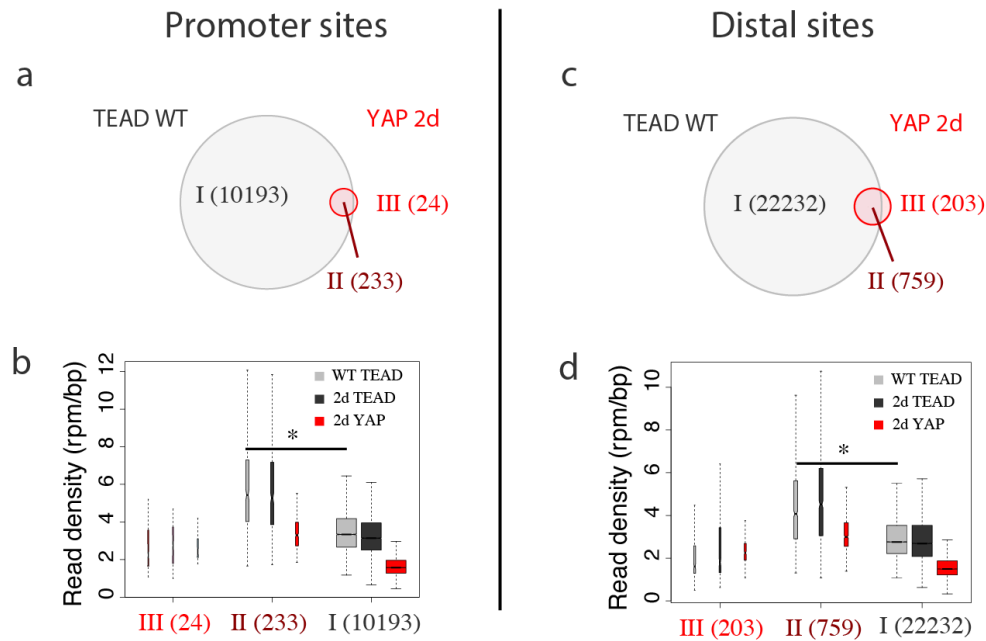 Promoter sites
a
TEAD WT
YAP 2d
I (10193)
III (24)
II (233)
b
Read density (rpm/bp)
12
10
8
6
4
2
0
WT TEAD
2d TEAD
2d YAP
*
III (24)
II (233)
I (10193)
Distal sites
c
TEAD WT
YAP 2d
I (22232)
III (203)
II (759)
d
Read density (rpm/bp)
10
8
6
4
2
0
WT TEAD
2d TEAD
2d YAP
*
III (203)
II (759)
I (22232)